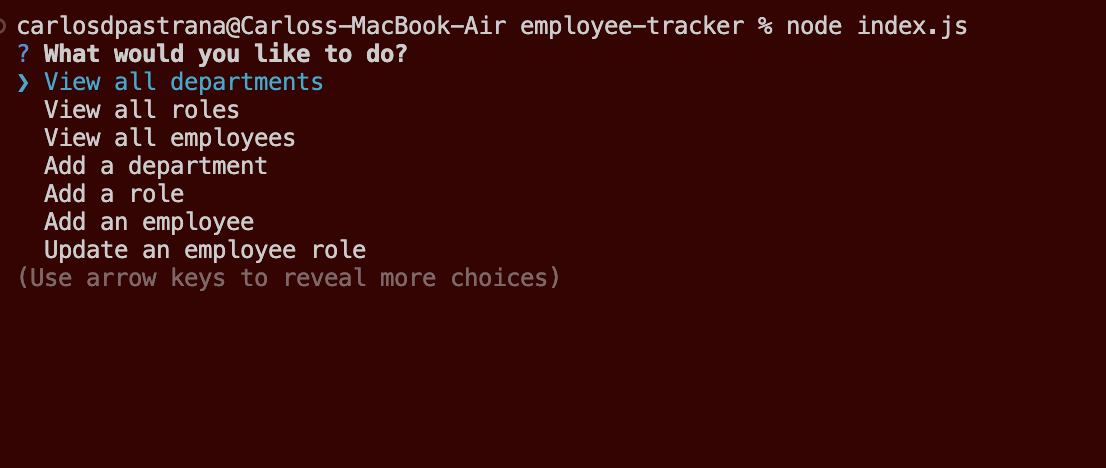 carlosdpastrana@Carloss-MacBook-Air employee-tracker % node index.js
? What would you like to do?
❯ View all departments
View all roles
View all employees
Add a department
Add a role
Add an employee
Update an employee role
(Use arrow keys to reveal more choices)